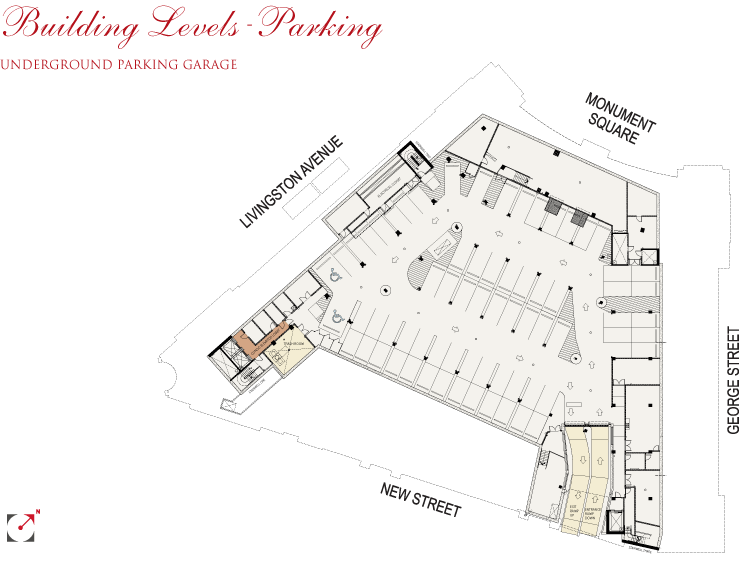 Building Levels - Parking
UNDERGROUND PARKING GARAGE
MONUMENT
SQUARE
LIVINGSTON AVENUE
GEORGE STREET
NEW STREET
EXIT
RAMP
UP
ENTRANCE
RAMP
DOWN
N